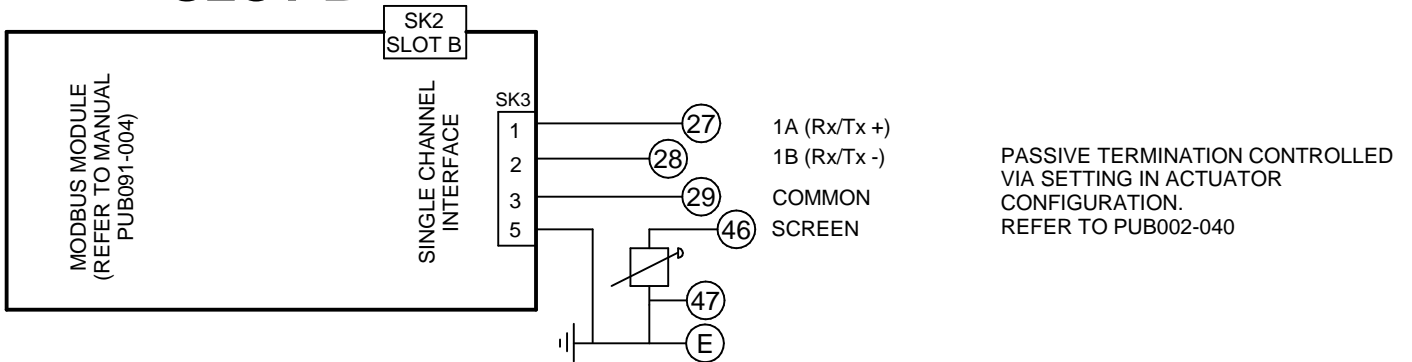 SK2
SLOT B
MODBUS MODULE
(REFER TO MANUAL
PUB091-004)
SINGLE CHANNEL
INTERFACE
SK3
1
2
3
5
27
28
29
46
47
E
1A (Rx/Tx +)
1B (Rx/Tx -)
COMMON
SCREEN
PASSIVE TERMINATION CONTROLLED
VIA SETTING IN ACTUATOR
CONFIGURATION.
REFER TO PUB002-040